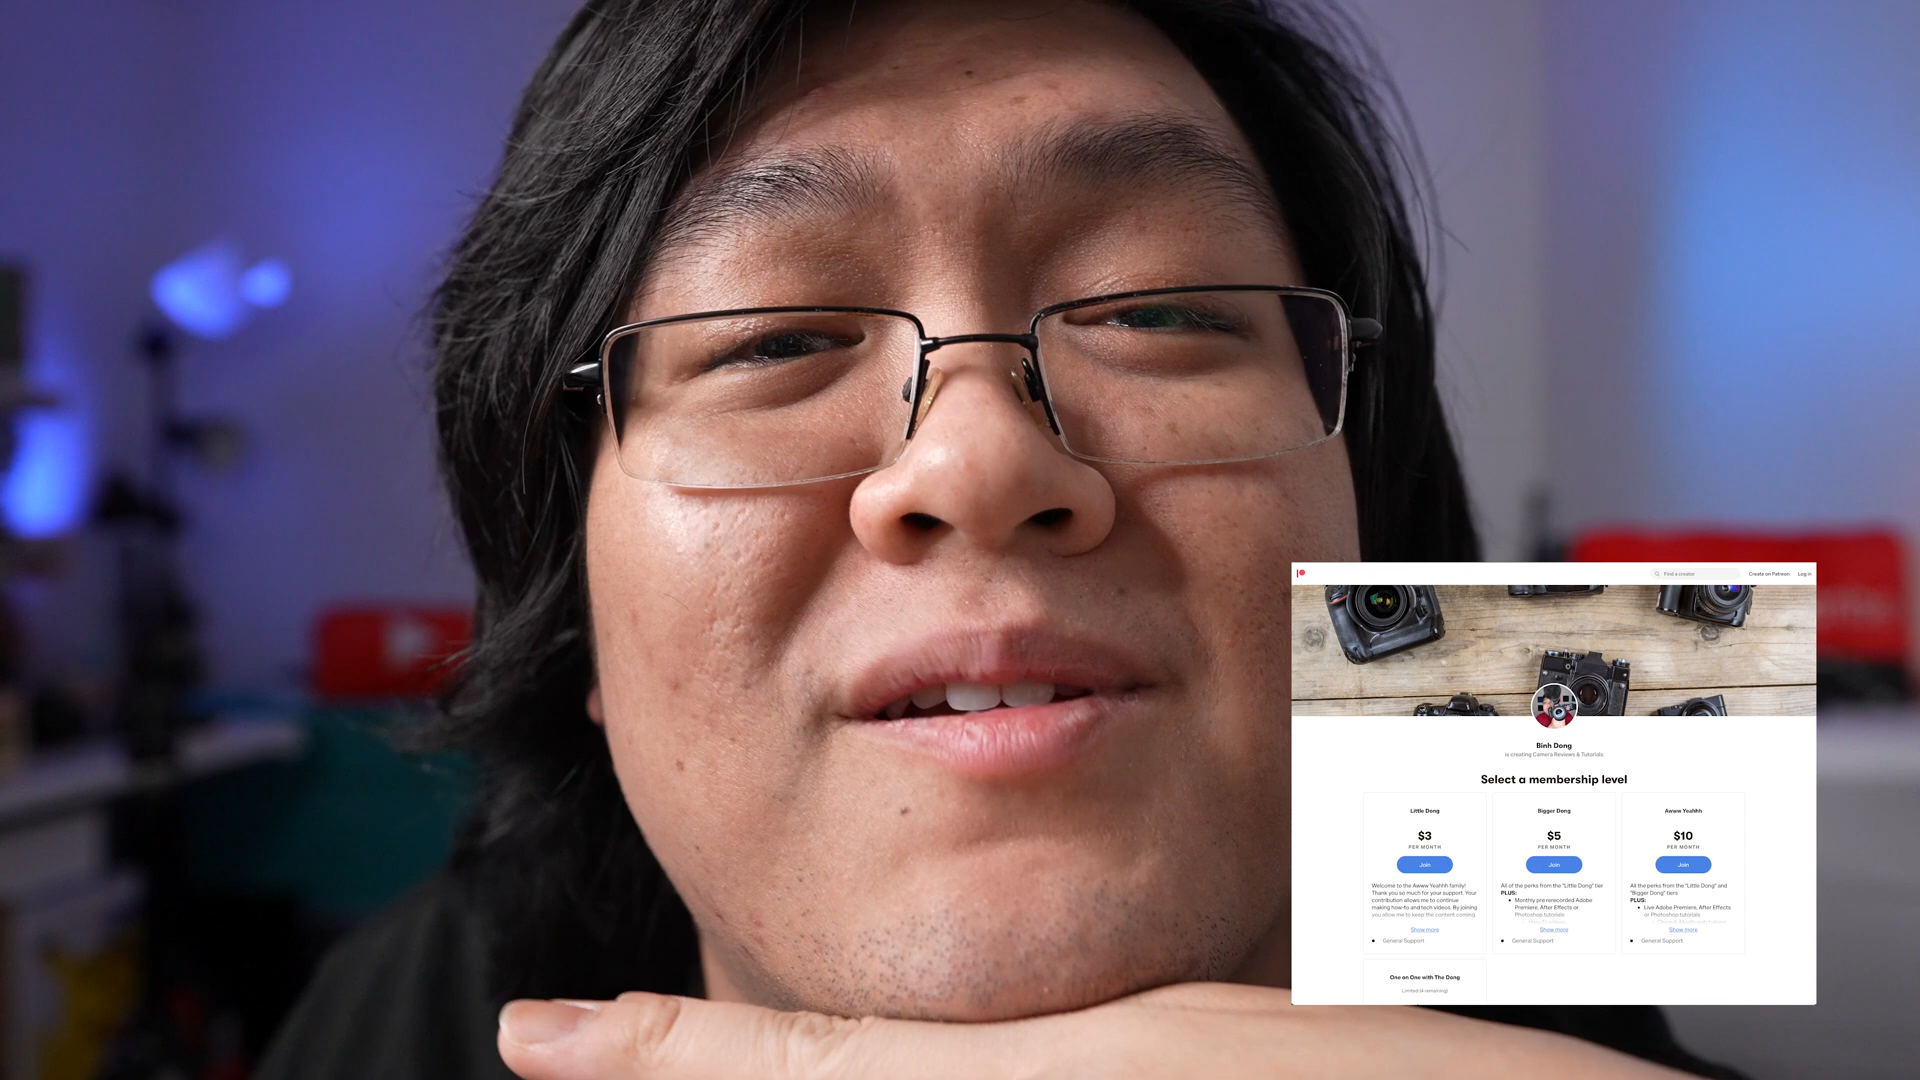 Find a creator
Create on Patreon
Log in
Binh Dong
is creating Camera Reviews & Tutorials
Select a membership level
Little Dong
$3
PER MONTH
Join
Welcome to the Awww Yeahhh family!
Thank you so much for your support. Your
contribution allows me to continue
making how-to and tech videos. By joining
you allow me to keep the content coming
Show more
General Support
Bigger Dong
$5
PER MONTH
Join
All of the perks from the "Little Dong" tier
PLUS:
Monthly pre rerecorded Adobe
Premiere, After Effects or
Photoshop tutorials
Show more
General Support
Awww Yeahhh
$10
PER MONTH
Join
All the perks from the "Little Dong" and
"Bigger Dong" tiers
PLUS:
Live Adobe Premiere, After Effects
or Photoshop tutorials
Show more
General Support
One on One with The Dong
Limited (4 remaining)